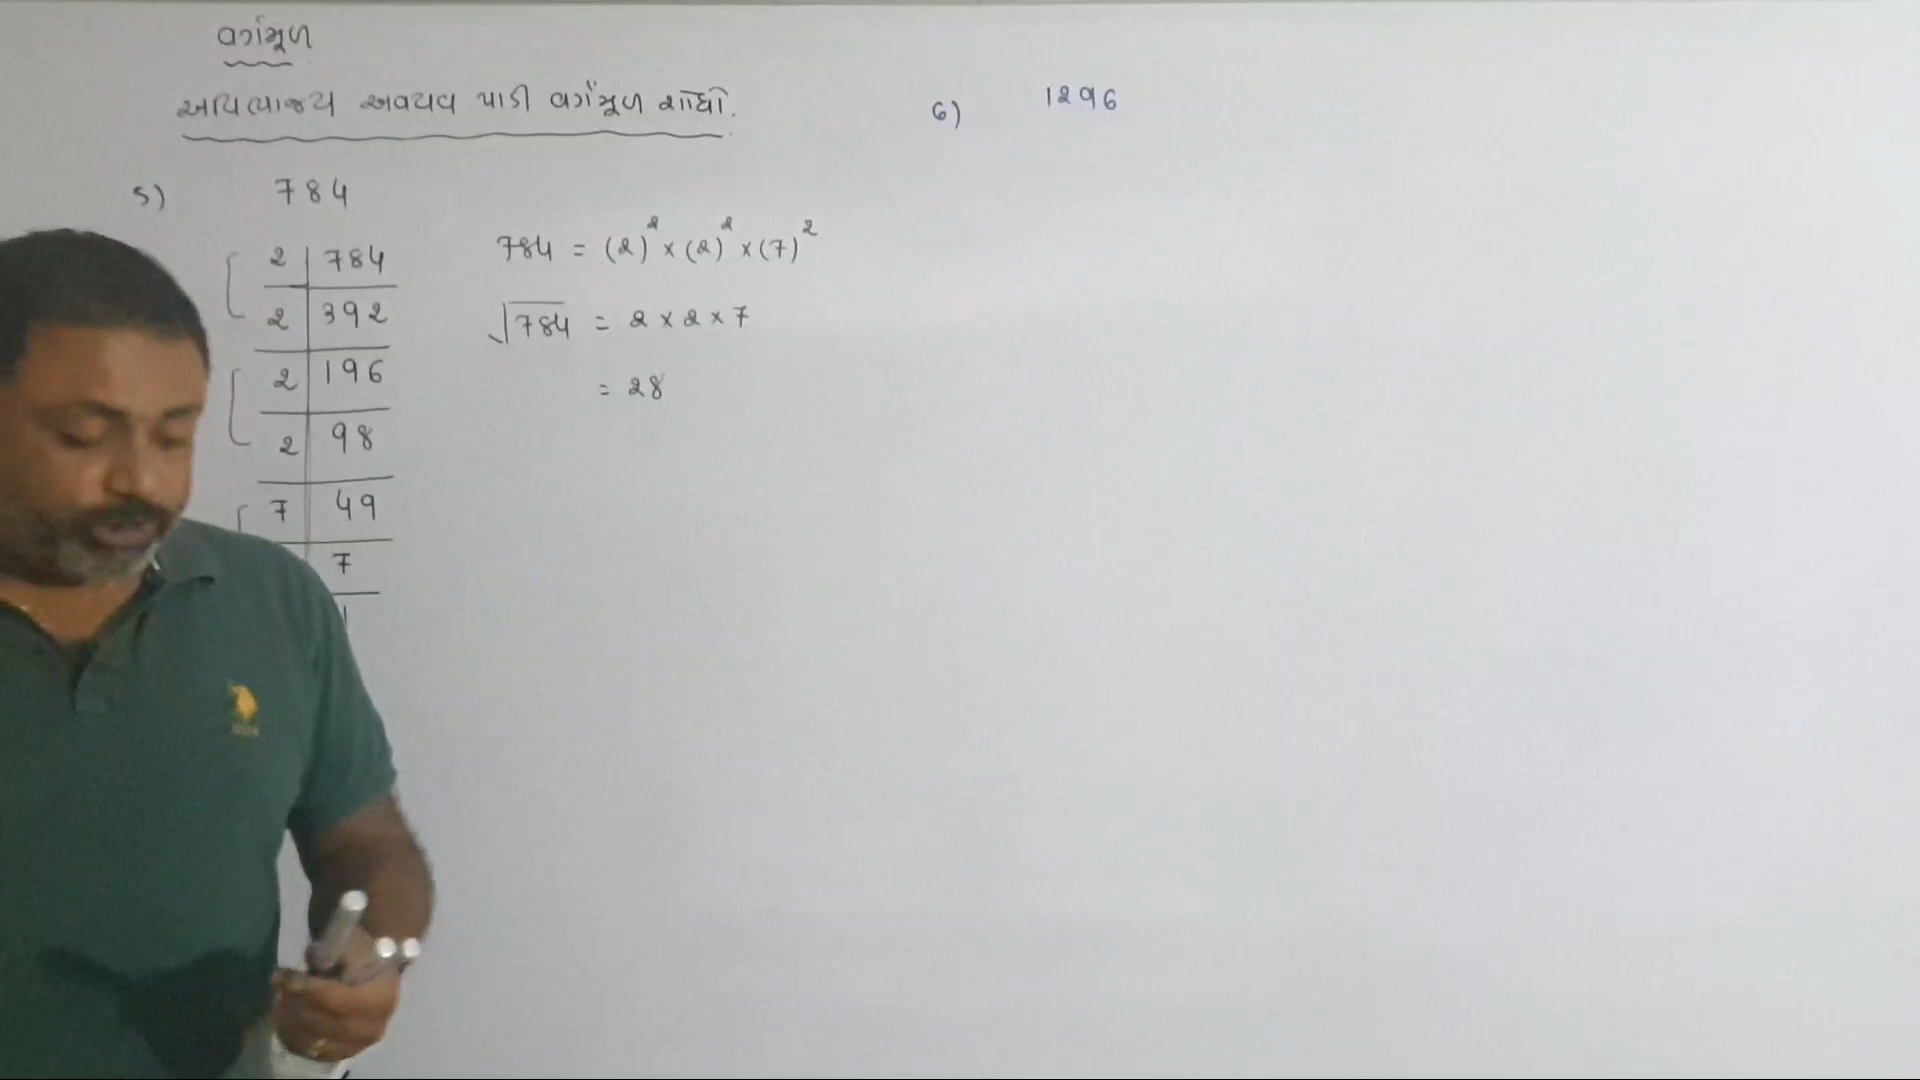 વર્ગમૂળ
અવિભાજ્ય અવયવ પાડી વર્ગમૂળ શોધો.
5) 784
2 | 784
2 | 392
2 | 196
2 | 98
7 | 49
7
1
784 = (2)² × (2)² × (7)²
√784 = 2 × 2 × 7
= 28
6) 1296